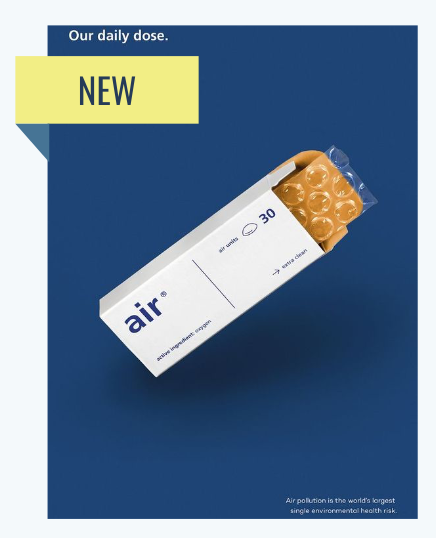 Our daily dose.
NEW
air units 30
→ extra clean
air®
active ingredient: oxygen
Air pollution is the world's largest
single environmental health risk.